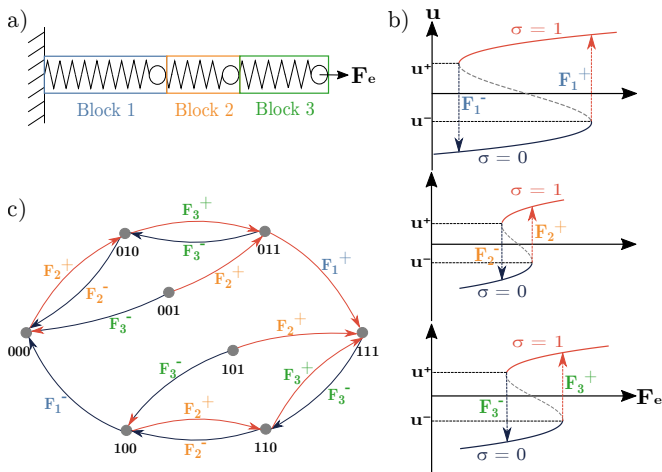 a)
Block 1
Block 2
Block 3
Fₑ
b)
u
σ = 1
u⁺
F₁⁻
F₁⁺
u⁻
σ = 0
σ = 1
u⁺
F₂⁻
F₂⁺
u⁻
σ = 0
σ = 1
u⁺
F₃⁻
F₃⁺
Fₑ
u⁻
σ = 0
c)
F₃⁺
010
F₃⁻
011
F₂⁺
F₂⁻
F₂⁺
F₁⁺
F₃⁻
001
000
F₂⁺
101
111
F₃⁻
F₃⁺
F₃⁻
F₁⁻
F₂⁺
100
F₂⁻
110